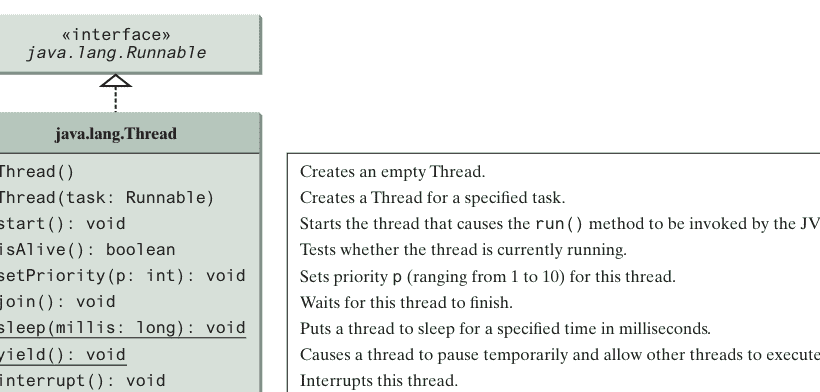 «interface»
java.lang.Runnable
java.lang.Thread
Thread()
Creates an empty Thread.
Thread(task: Runnable)
Creates a Thread for a specified task.
start(): void
Starts the thread that causes the run() method to be invoked by the JV
isAlive(): boolean
Tests whether the thread is currently running.
setPriority(p: int): void
Sets priority p (ranging from 1 to 10) for this thread.
join(): void
Waits for this thread to finish.
sleep(millis: long): void
Puts a thread to sleep for a specified time in milliseconds.
yield(): void
Causes a thread to pause temporarily and allow other threads to execute
interrupt(): void
Interrupts this thread.